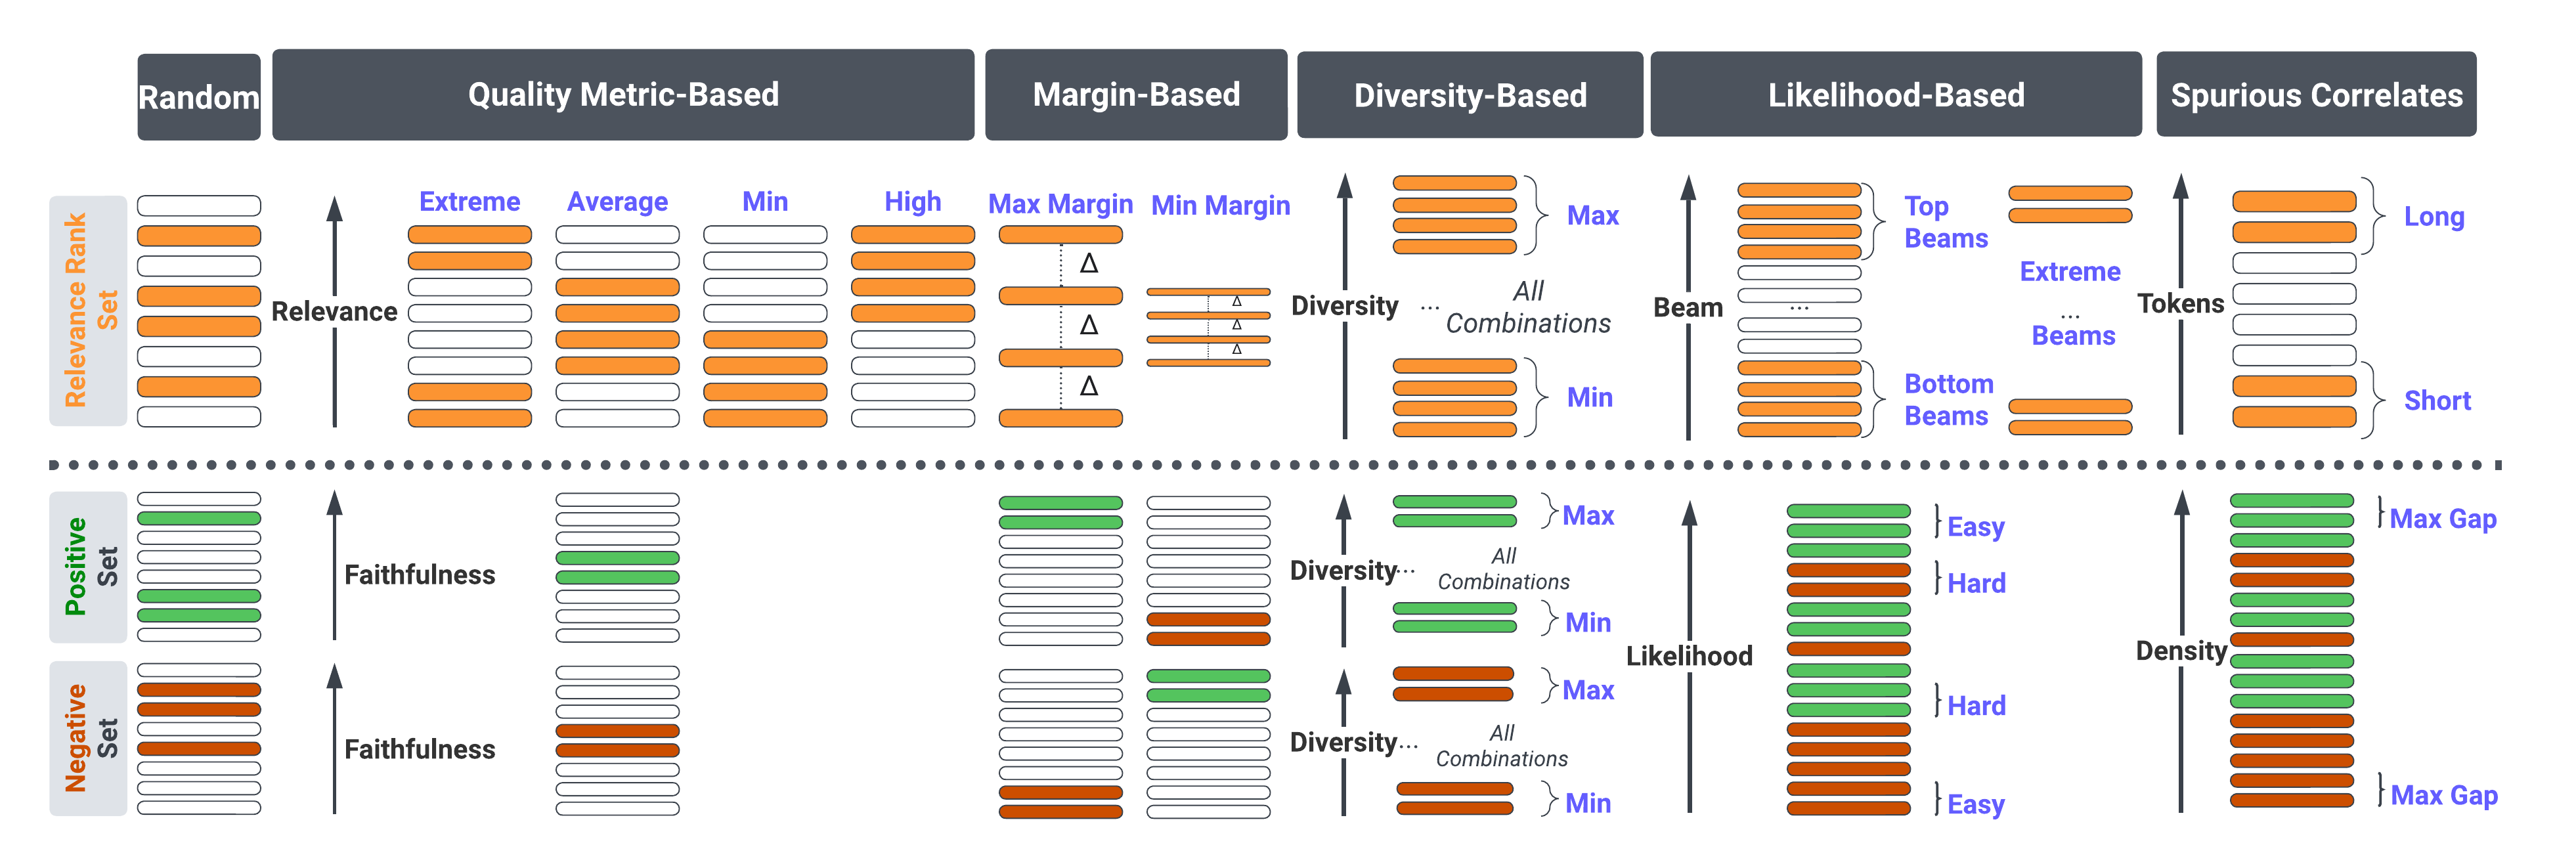 Random
Quality Metric-Based
Margin-Based
Diversity-Based
Likelihood-Based
Spurious Correlates
Relevance Rank
Set
Relevance
Extreme
Average
Min
High
Max Margin
Δ
Δ
Δ
Min Margin
Δ
Δ
Δ
Diversity
Max
...
All
Combinations
Min
Beam
...
Top
Beams
Bottom
Beams
Extreme
...
Beams
Tokens
Long
Short
Positive
Set
Faithfulness
Diversity
Max
...
All
Combinations
Min
Negative
Set
Faithfulness
Diversity
Max
...
All
Combinations
Min
Likelihood
Easy
Hard
Hard
Easy
Density
Max Gap
Max Gap